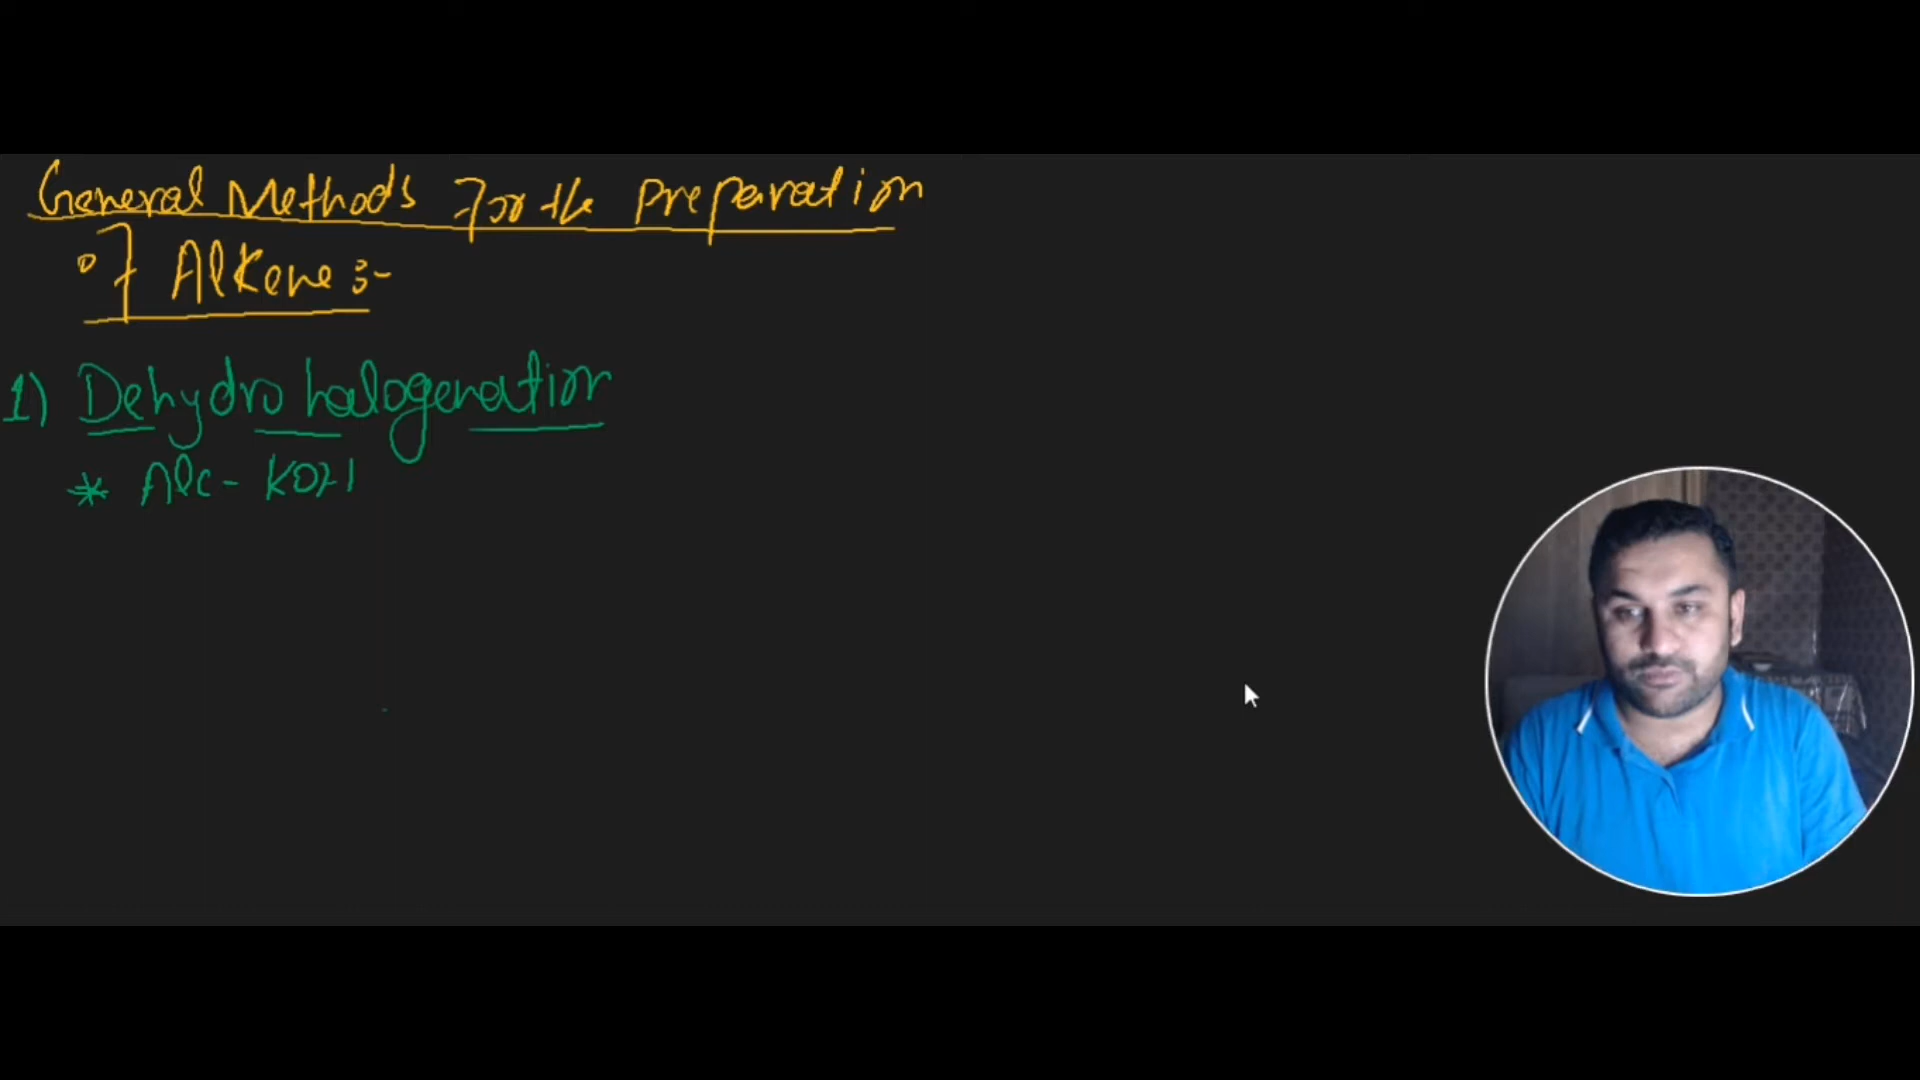 General Methods for the Preparation
of Alkene :-
1) Dehydrohalogenation
* Alc - KOH